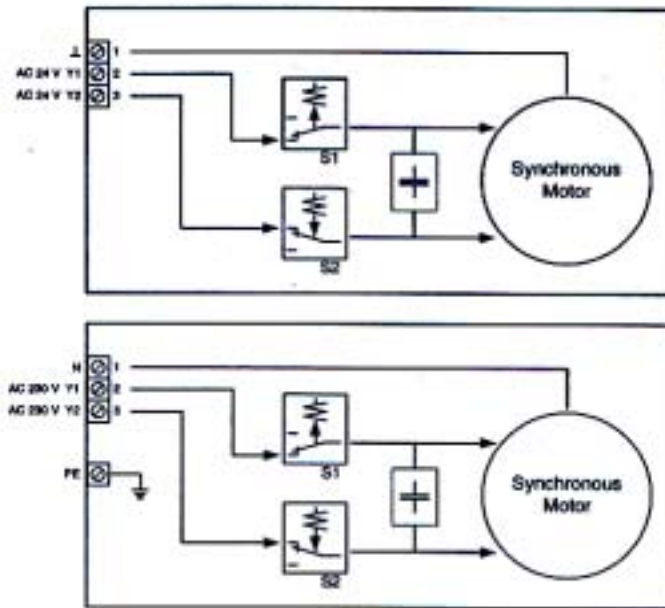 ⊥ 1
AC 24 V Y1 2
AC 24 V Y2 3
S1
S2
Synchronous
Motor
N 1
AC 230 V Y1 2
AC 230 V Y2 3
PE
S1
S2
Synchronous
Motor